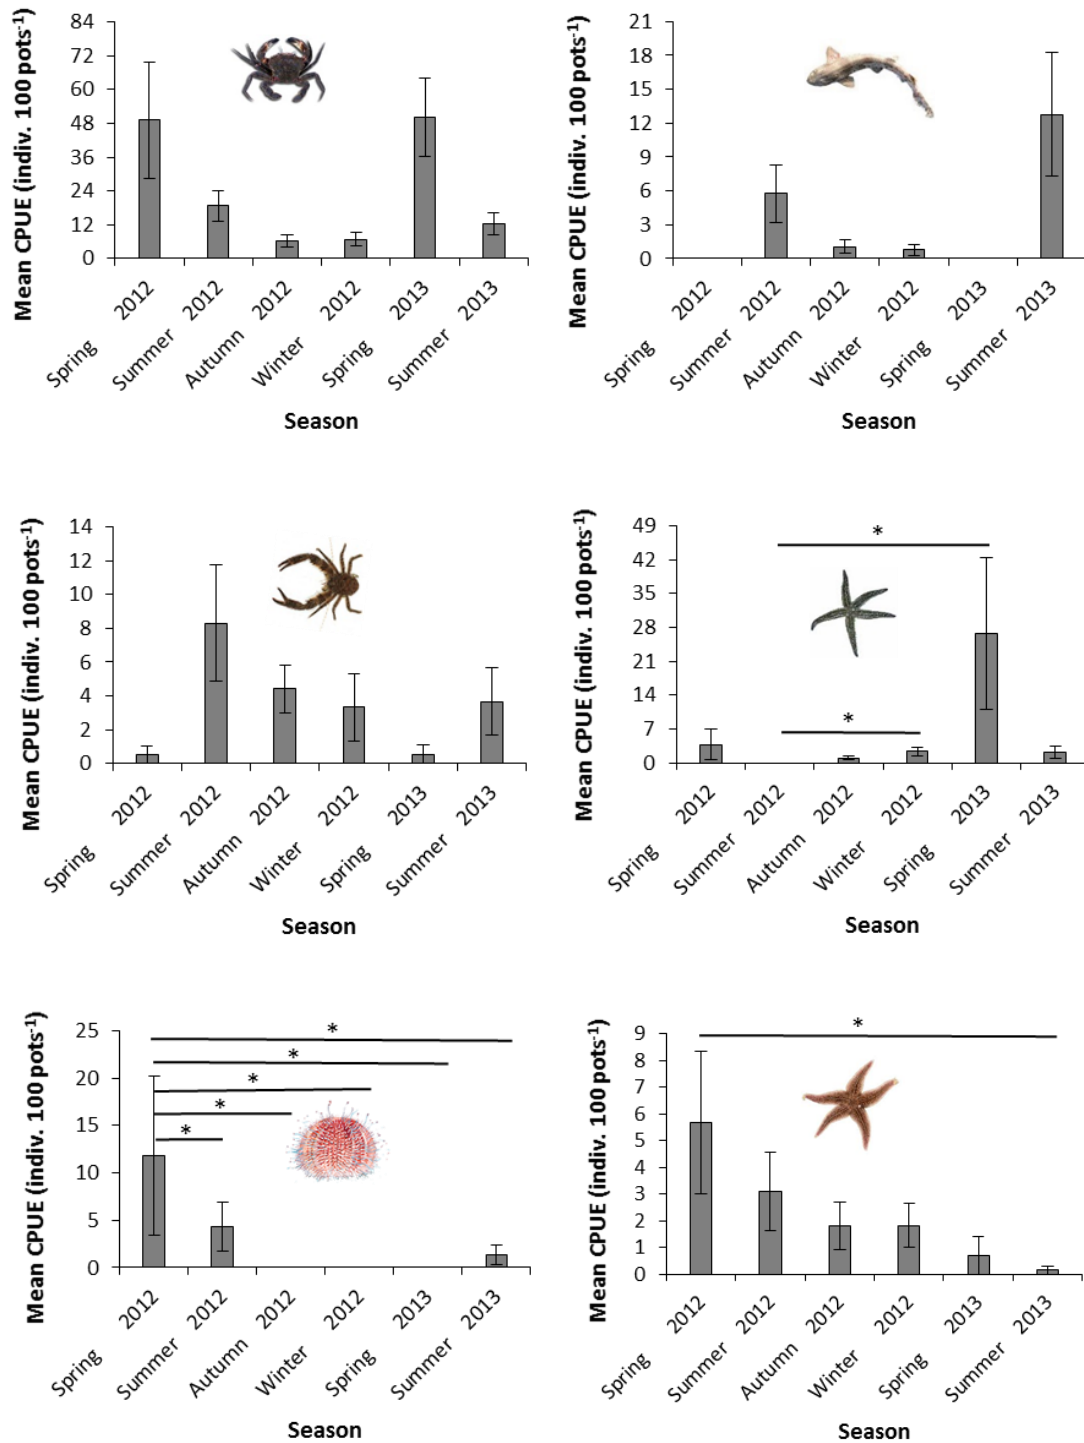 Mean CPUE (indiv. 100 pots-1)
84
72
60
48
36
24
12
0
Spring 2012
Summer 2012
Autumn 2012
Winter 2012
Spring 2013
Summer 2013
Season
Mean CPUE (indiv. 100 pots-1)
21
18
15
12
9
6
3
0
Spring 2012
Summer 2012
Autumn 2012
Winter 2012
Spring 2013
Summer 2013
Season
Mean CPUE (indiv. 100 pots-1)
14
12
10
8
6
4
2
0
Spring 2012
Summer 2012
Autumn 2012
Winter 2012
Spring 2013
Summer 2013
Season
Mean CPUE (indiv. 100 pots-1)
49
42
35
28
21
14
7
0
*
*
Spring 2012
Summer 2012
Autumn 2012
Winter 2012
Spring 2013
Summer 2013
Season
Mean CPUE (indiv. 100 pots-1)
25
20
15
10
5
0
*
*
*
*
*
Spring 2012
Summer 2012
Autumn 2012
Winter 2012
Spring 2013
Summer 2013
Season
Mean CPUE (indiv. 100 pots-1)
9
8
7
6
5
4
3
2
1
0
*
Spring 2012
Summer 2012
Autumn 2012
Winter 2012
Spring 2013
Summer 2013
Season